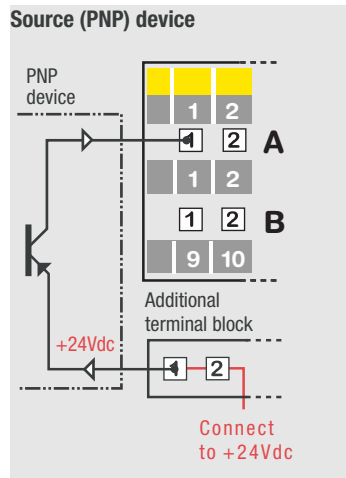 Source (PNP) device
PNP
device
1 2
1 2 A
1 2
1 2 B
9 10
Additional
terminal block
+24Vdc
1 2
Connect
to +24Vdc